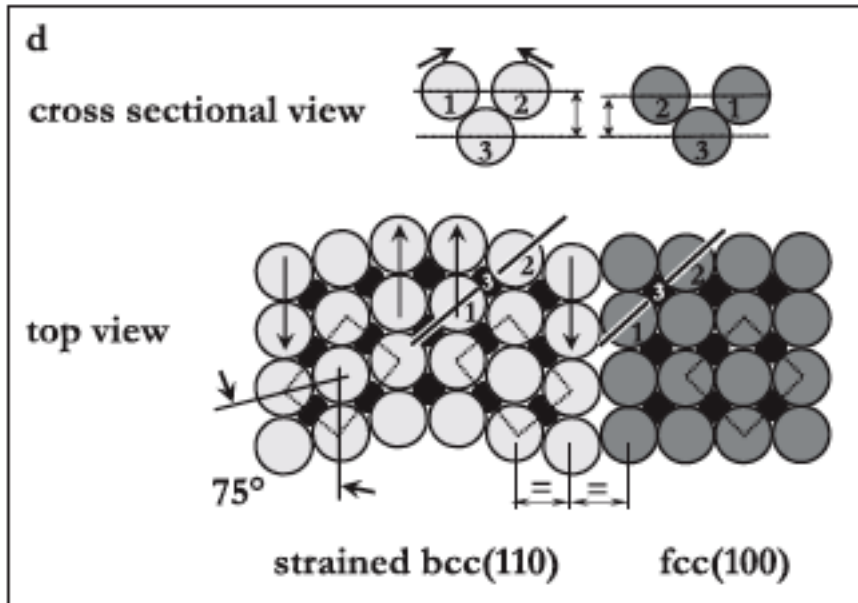 d
cross sectional view
1 2 3
2 1 3
top view
2
3
1
2
3
1
75°
= =
strained bcc(110) fcc(100)